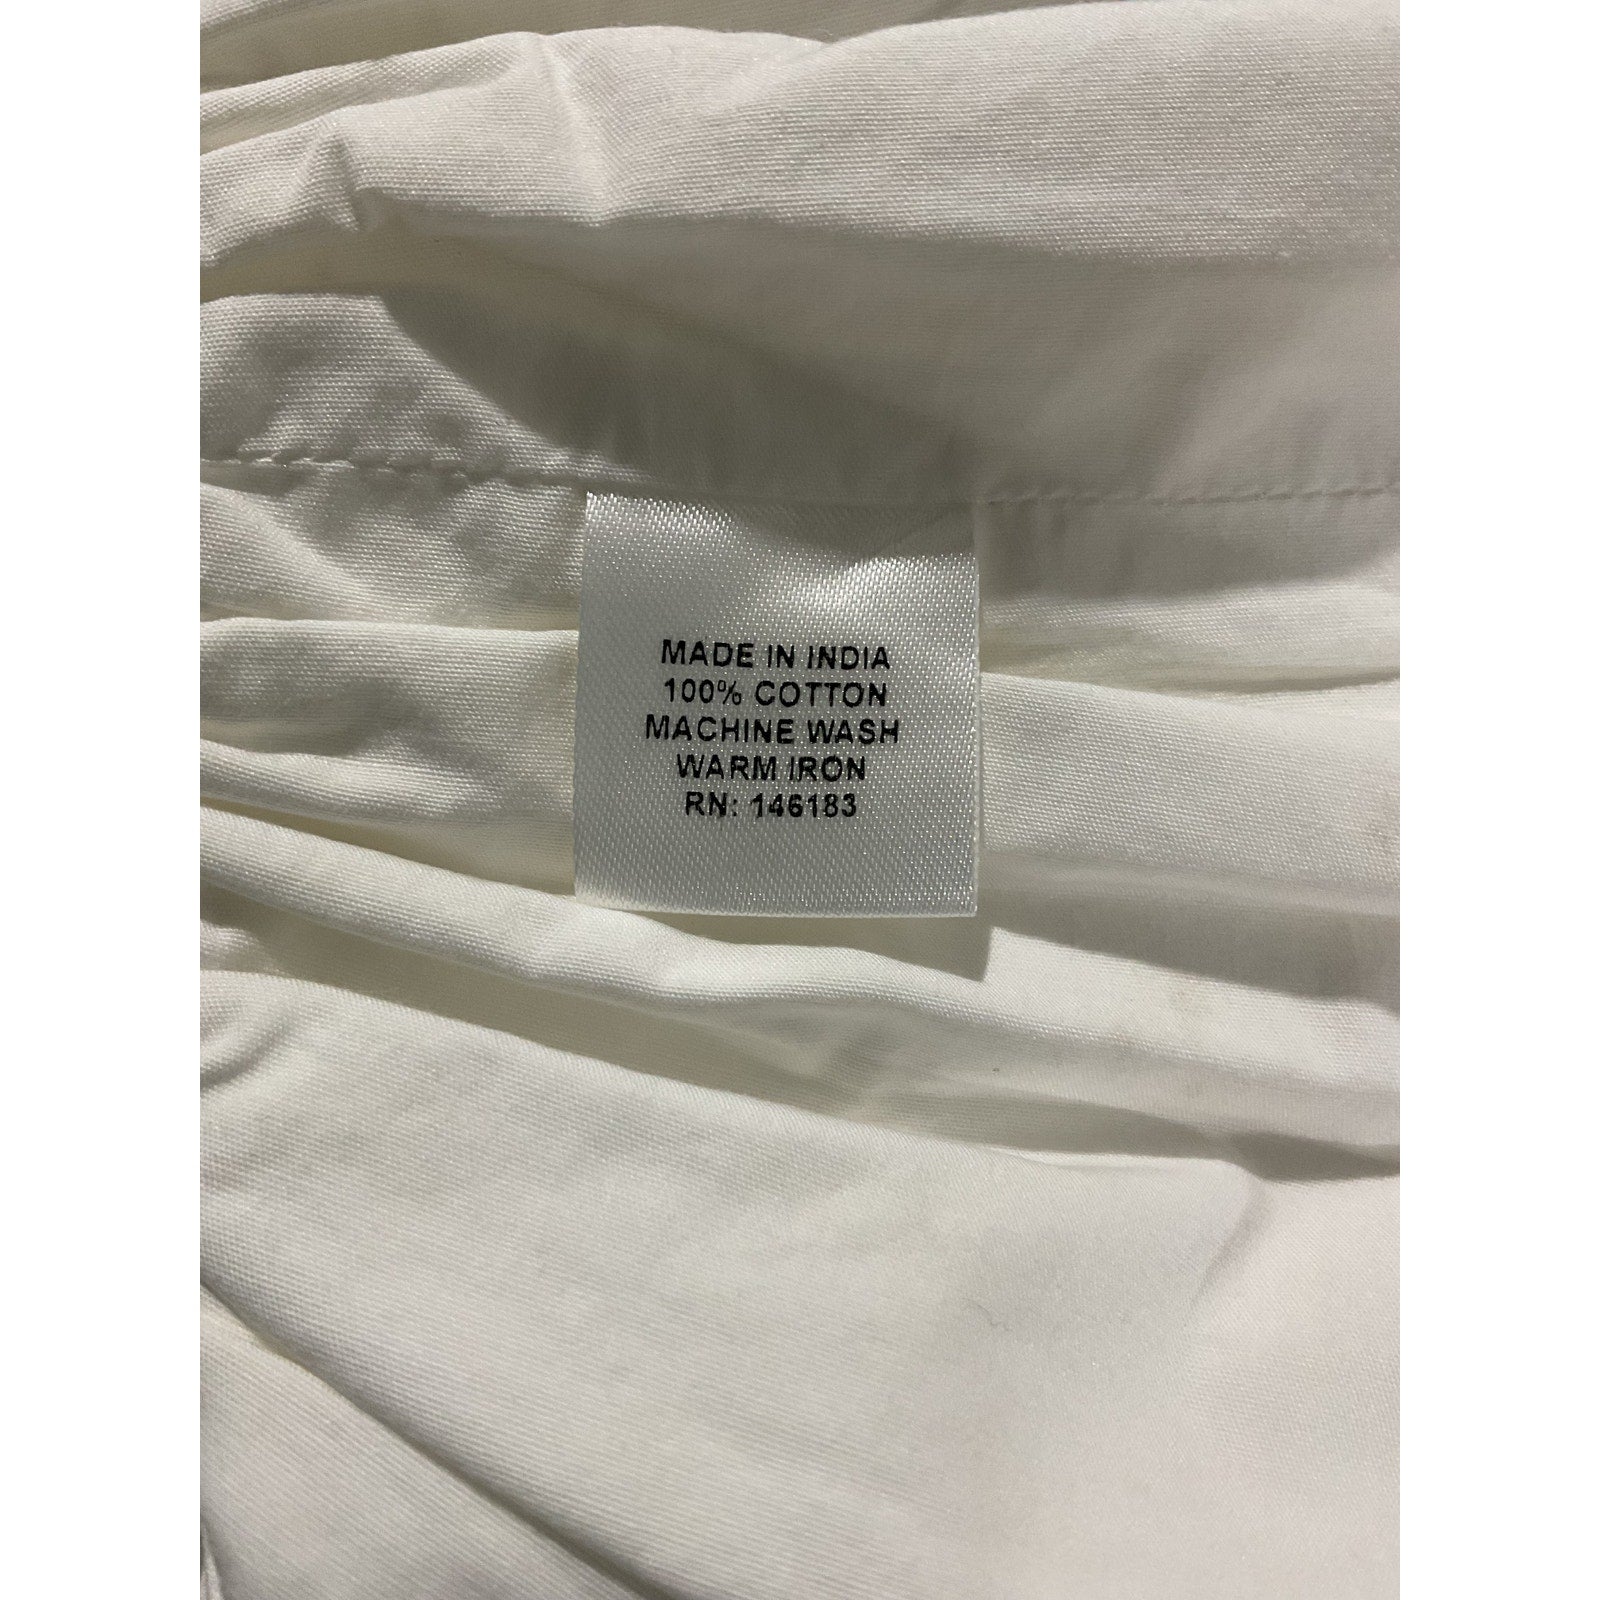 MADE IN INDIA
100% COTTON
MACHINE WASH
WARM IRON
RN: 146183